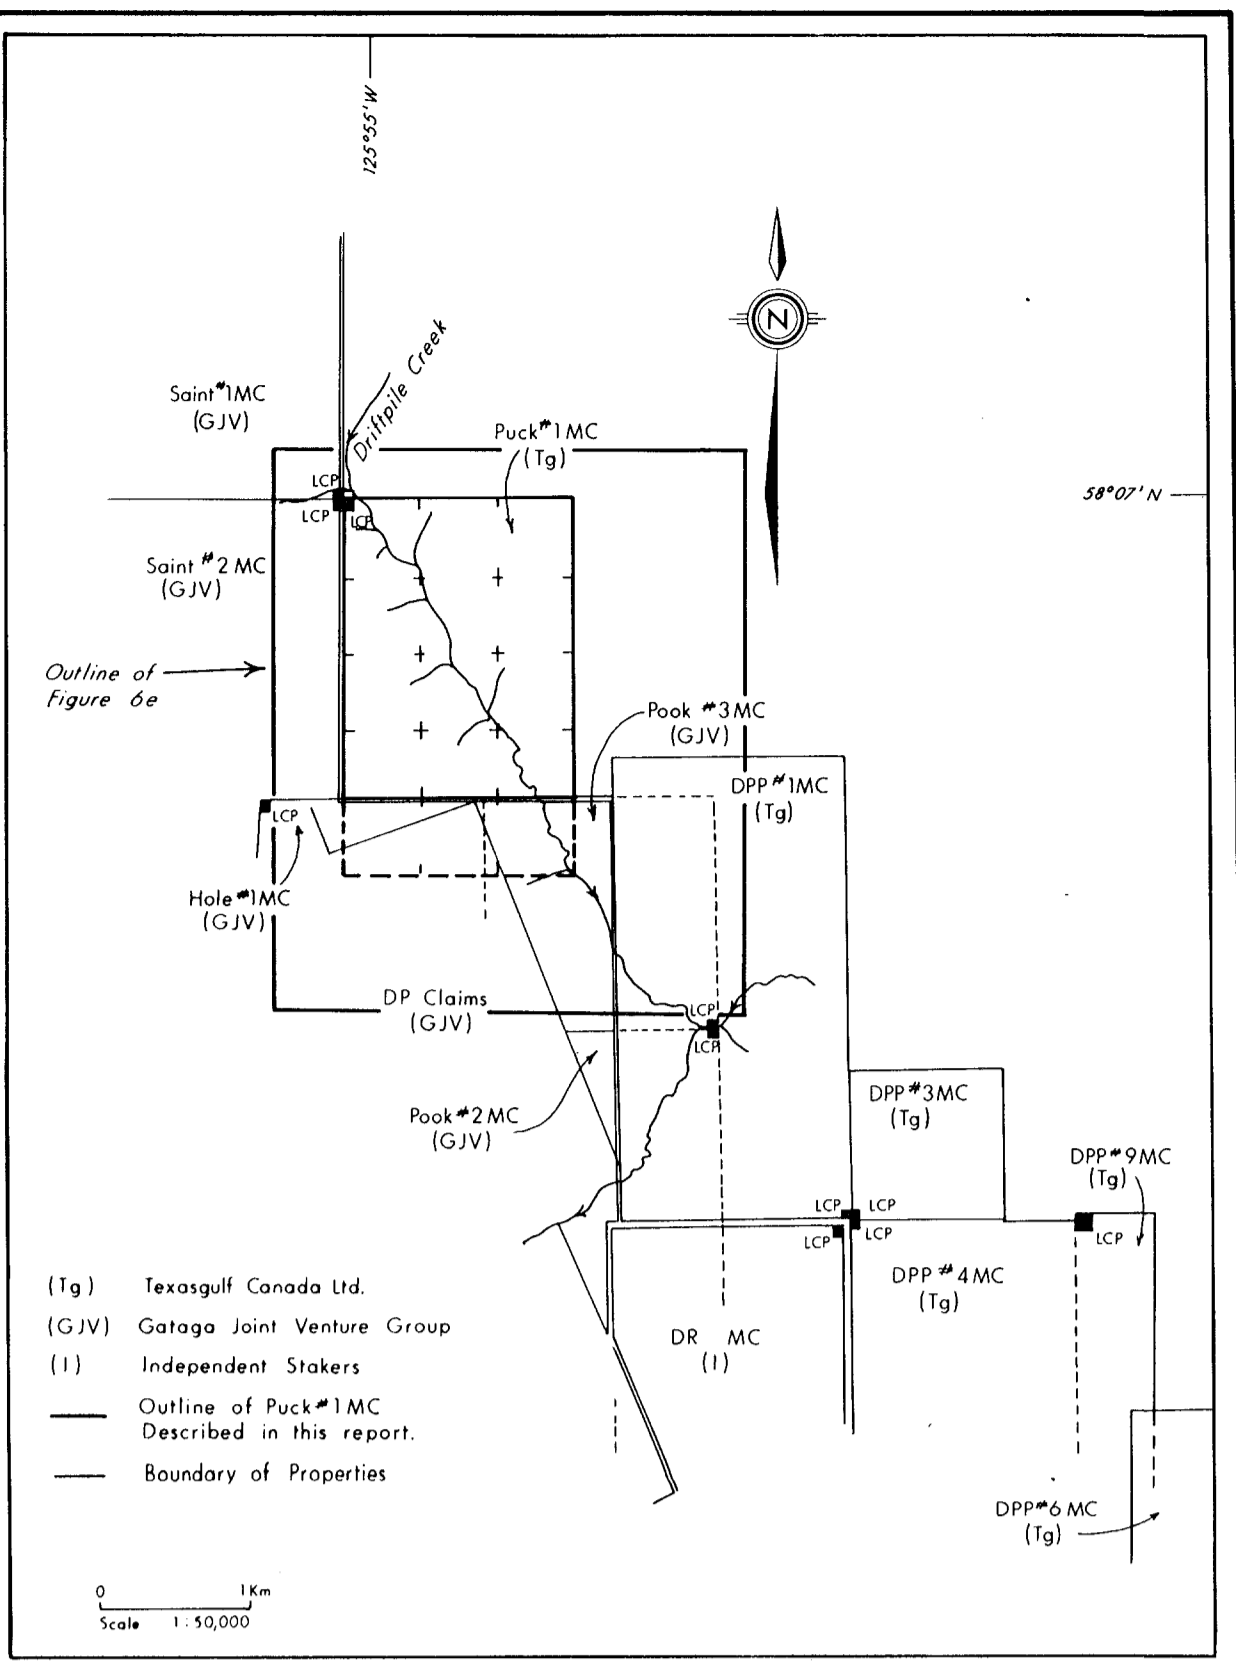 125°55'W
N
Driftpile Creek
Saint #1MC
(GJV)
Puck #1MC
(Tg)
LCP
LCP
LCP
58°07' N
Saint #2 MC
(GJV)
Outline of
Figure 6e
Pook #3MC
(GJV)
DPP #1MC
(Tg)
LCP
Hole #1MC
(GJV)
DP Claims
(GJV)
LCP
LCP
Pook #2 MC
(GJV)
DPP #3MC
(Tg)
DPP #9MC
(Tg)
LCP
LCP
LCP
LCP
LCP
DPP #4MC
(Tg)
DR MC
(I)
DPP #6 MC
(Tg)
(Tg) Texasgulf Canada Ltd.
(GJV) Gataga Joint Venture Group
(I) Independent Stakers
Outline of Puck #1MC
Described in this report.
Boundary of Properties
0 1Km
Scale 1:50,000